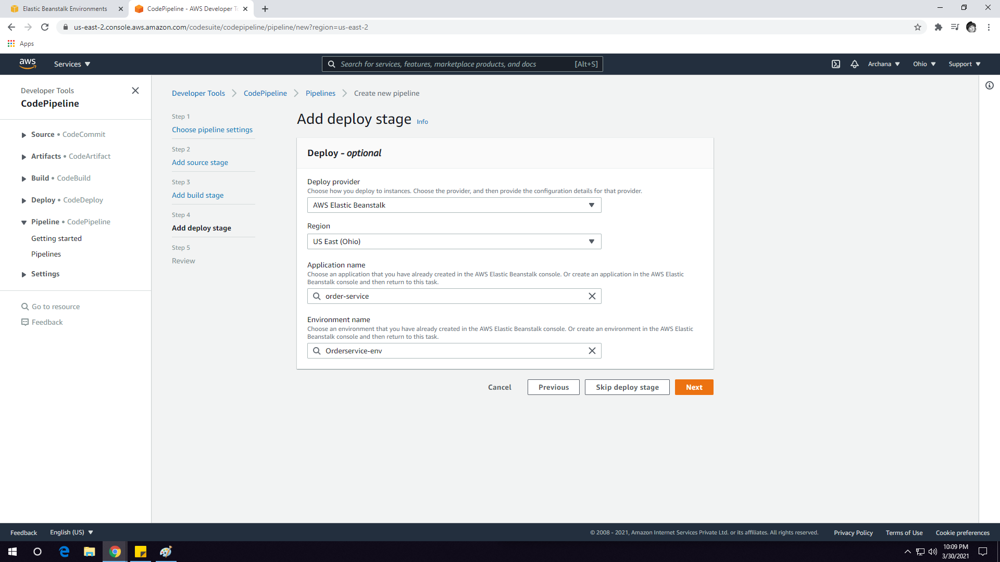 Elastic Beanstalk Environments
CodePipeline - AWS Developer To
us-east-2.console.aws.amazon.com/codesuite/codepipeline/pipeline/new?region=us-east-2
Apps
aws
Services
Search for services, features, marketplace products, and docs
[Alt+S]
Archana
Ohio
Support
Developer Tools
CodePipeline
Source • CodeCommit
Artifacts • CodeArtifact
Build • CodeBuild
Deploy • CodeDeploy
Pipeline • CodePipeline
Getting started
Pipelines
Settings
Go to resource
Feedback
Developer Tools
CodePipeline
Pipelines
Create new pipeline
Step 1
Choose pipeline settings
Step 2
Add source stage
Step 3
Add build stage
Step 4
Add deploy stage
Step 5
Review
Add deploy stage Info
Deploy - optional
Deploy provider
Choose how you deploy to instances. Choose the provider, and then provide the configuration details for that provider.
AWS Elastic Beanstalk
Region
US East (Ohio)
Application name
Choose an application that you have already created in the AWS Elastic Beanstalk console. Or create an application in the AWS Elastic
Beanstalk console and then return to this task.
order-service
Environment name
Choose an environment that you have already created in the AWS Elastic Beanstalk console. Or create an environment in the AWS Elastic
Beanstalk console and then return to this task.
Orderservice-env
Cancel
Previous
Skip deploy stage
Next
Feedback
English (US)
© 2008 - 2021, Amazon Internet Services Private Ltd. or its affiliates. All rights reserved.
Privacy Policy
Terms of Use
Cookie preferences
10:09 PM
3/30/2021